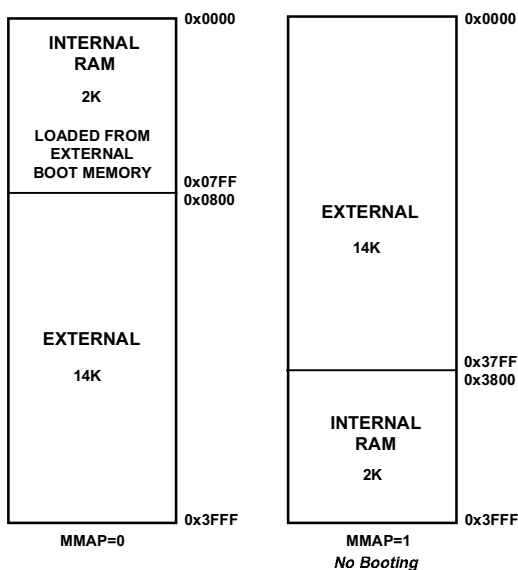 0x0000
INTERNAL
RAM
2K
LOADED FROM
EXTERNAL
BOOT MEMORY
0x07FF
0x0800
EXTERNAL
14K
0x3FFF
MMAP=0
0x0000
EXTERNAL
14K
0x37FF
0x3800
INTERNAL
RAM
2K
0x3FFF
MMAP=1
No Booting